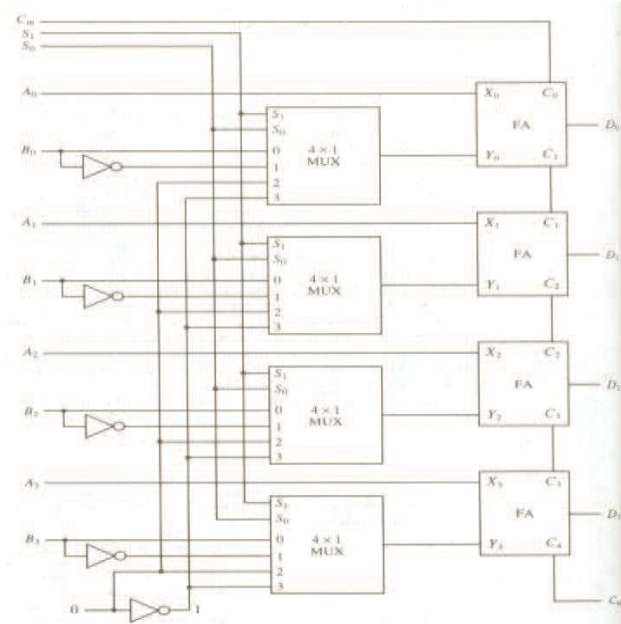 C_in
S_1
S_0
A_0
X_0 C_0
S_1
S_0
4 × 1
MUX
FA
D_0
B_0
0
1
2
3
Y_0 C_1
A_1
X_1 C_1
S_1
S_0
4 × 1
MUX
FA
D_1
B_1
0
1
2
3
Y_1 C_2
A_2
X_2 C_2
S_1
S_0
4 × 1
MUX
FA
D_2
B_2
0
1
2
3
Y_2 C_3
A_3
X_3 C_3
S_1
S_0
4 × 1
MUX
FA
B_3
0
1
2
3
Y_3 C_4
0 1